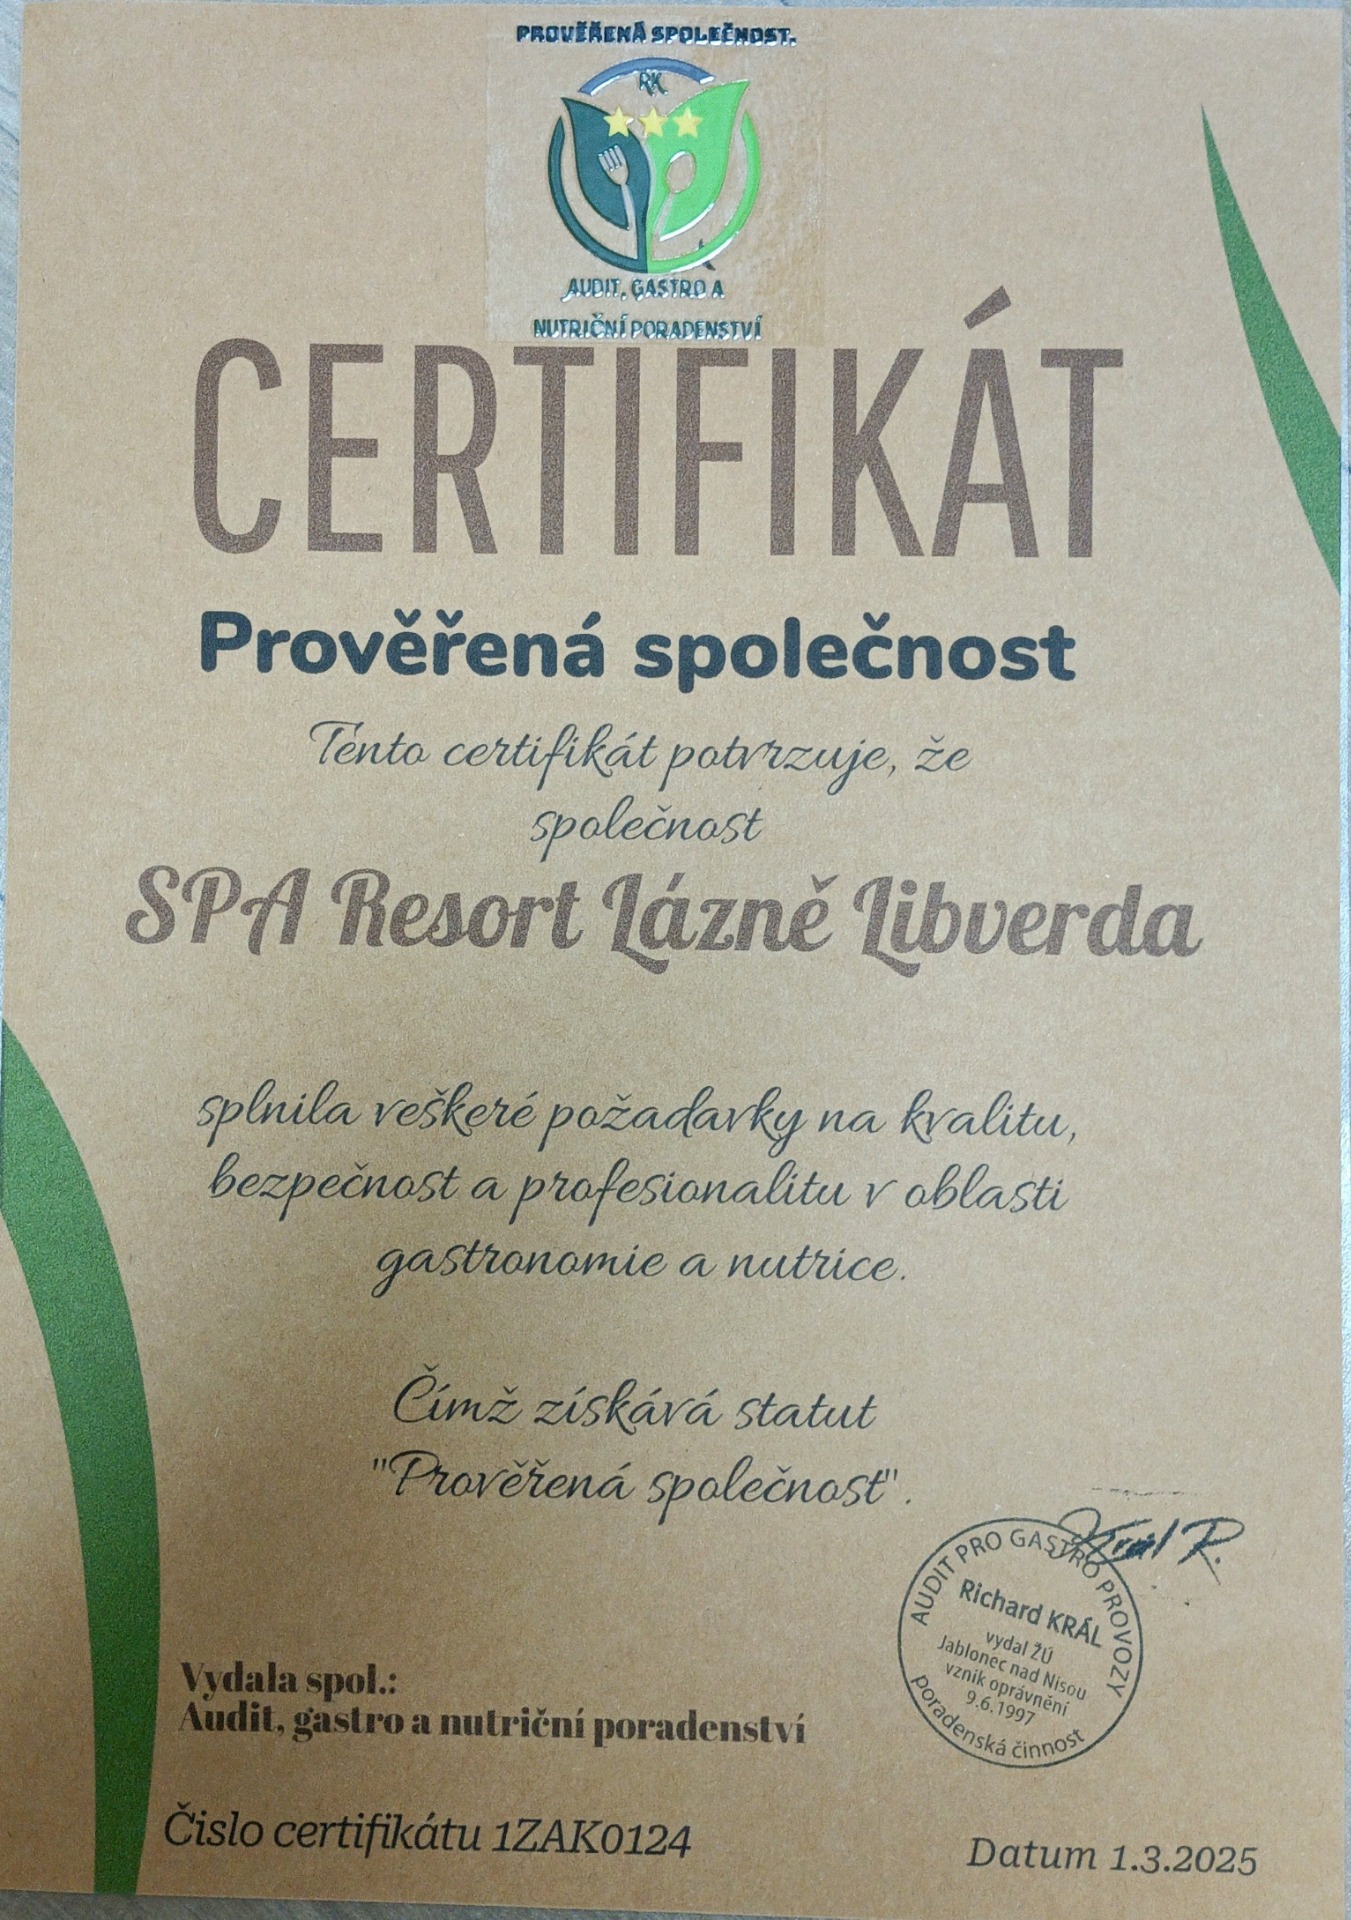 PROVĚŘENÁ SPOLEČNOST.
RK
AUDIT, GASTRO A
NUTRIČNÍ PORADENSTVÍ
CERTIFIKÁT
Prověřená společnost
Tento certifikát potvrzuje, že
společnost
SPA Resort Lázně Libverda
splnila veškeré požadavky na kvalitu,
bezpečnost a profesionalitu v oblasti
gastronomie a nutrice.
Čímž získává statut
"Prověřená společnost".
Král R.
AUDIT PRO GASTRO PROVOZY
Richard KRÁL
vydal ŽÚ
Jablonec nad Nisou
vznik oprávnění
9.6.1997
poradenská činnost
Vydala spol.:
Audit, gastro a nutriční poradenství
Čislo certifikátu 1ZAK0124
Datum 1.3.2025